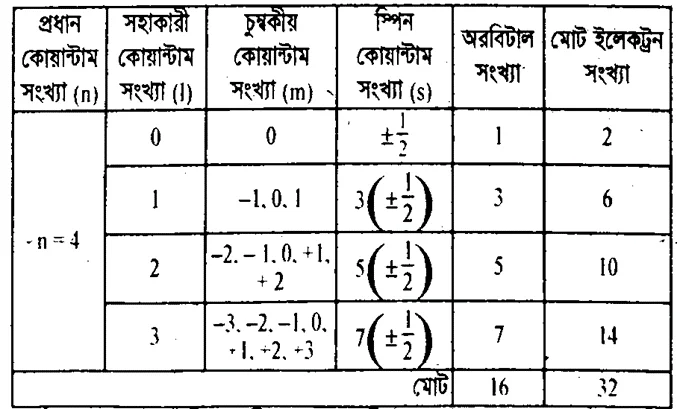 প্রধান কোয়ান্টাম সংখ্যা (n) | সহাকারী কোয়ান্টাম সংখ্যা (l) | চুম্বকীয় কোয়ান্টাম সংখ্যা (m) | স্পিন কোয়ান্টাম সংখ্যা (s) | অরবিটাল সংখ্যা | মোট ইলেকট্রন সংখ্যা
n = 4 | 0 | 0 | ±1/2 | 1 | 2
1 | –1, 0, 1 | 3(±1/2) | 3 | 6
2 | –2. – 1, 0, +1, + 2 | 5(±1/2) | 5 | 10
3 | –3, –2, –1, 0, +1, +2, +3 | 7(±1/2) | 7 | 14
মোট | 16 | 32